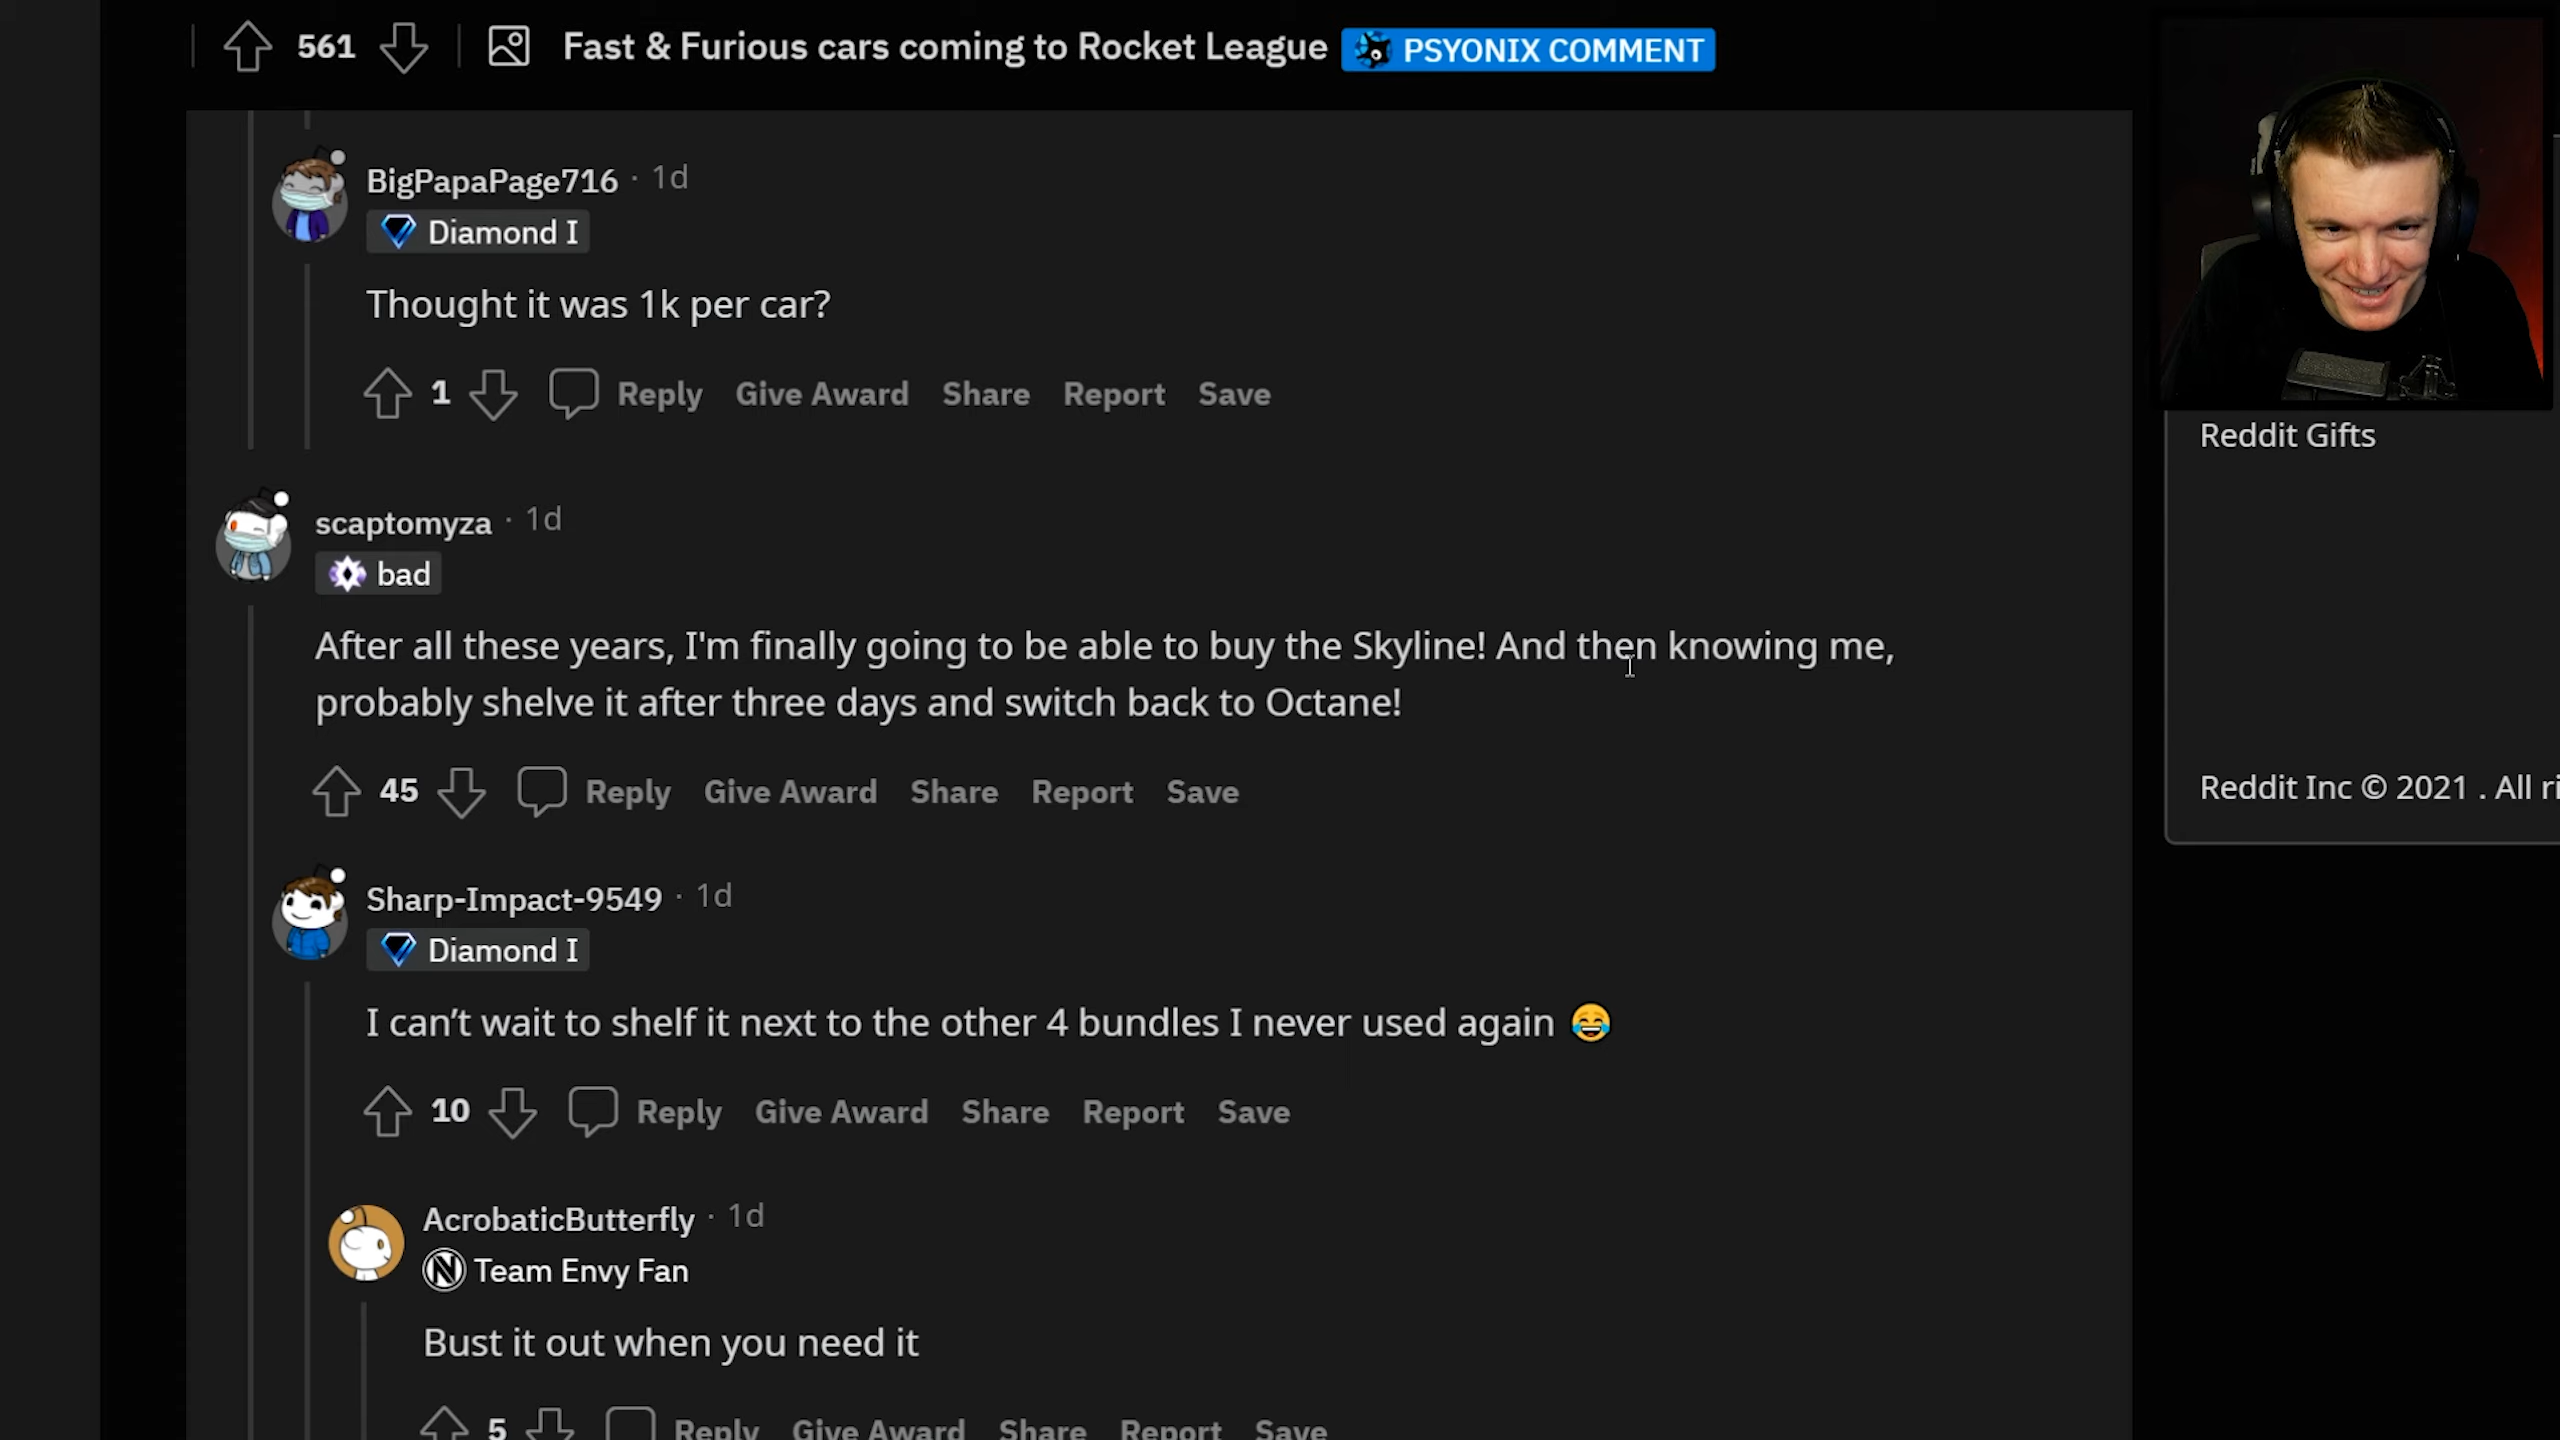 561 Fast & Furious cars coming to Rocket League PSYONIX COMMENT
BigPapaPage716 · 1d
Diamond I
Thought it was 1k per car?
1 Reply Give Award Share Report Save
Reddit Gifts
scaptomyza · 1d
bad
After all these years, I'm finally going to be able to buy the Skyline! And then knowing me,
probably shelve it after three days and switch back to Octane!
45 Reply Give Award Share Report Save
Reddit Inc © 2021 . All ri
Sharp-Impact-9549 · 1d
Diamond I
I can’t wait to shelf it next to the other 4 bundles I never used again 😂
10 Reply Give Award Share Report Save
AcrobaticButterfly · 1d
Team Envy Fan
Bust it out when you need it
5 Reply Give Award Share Report Save